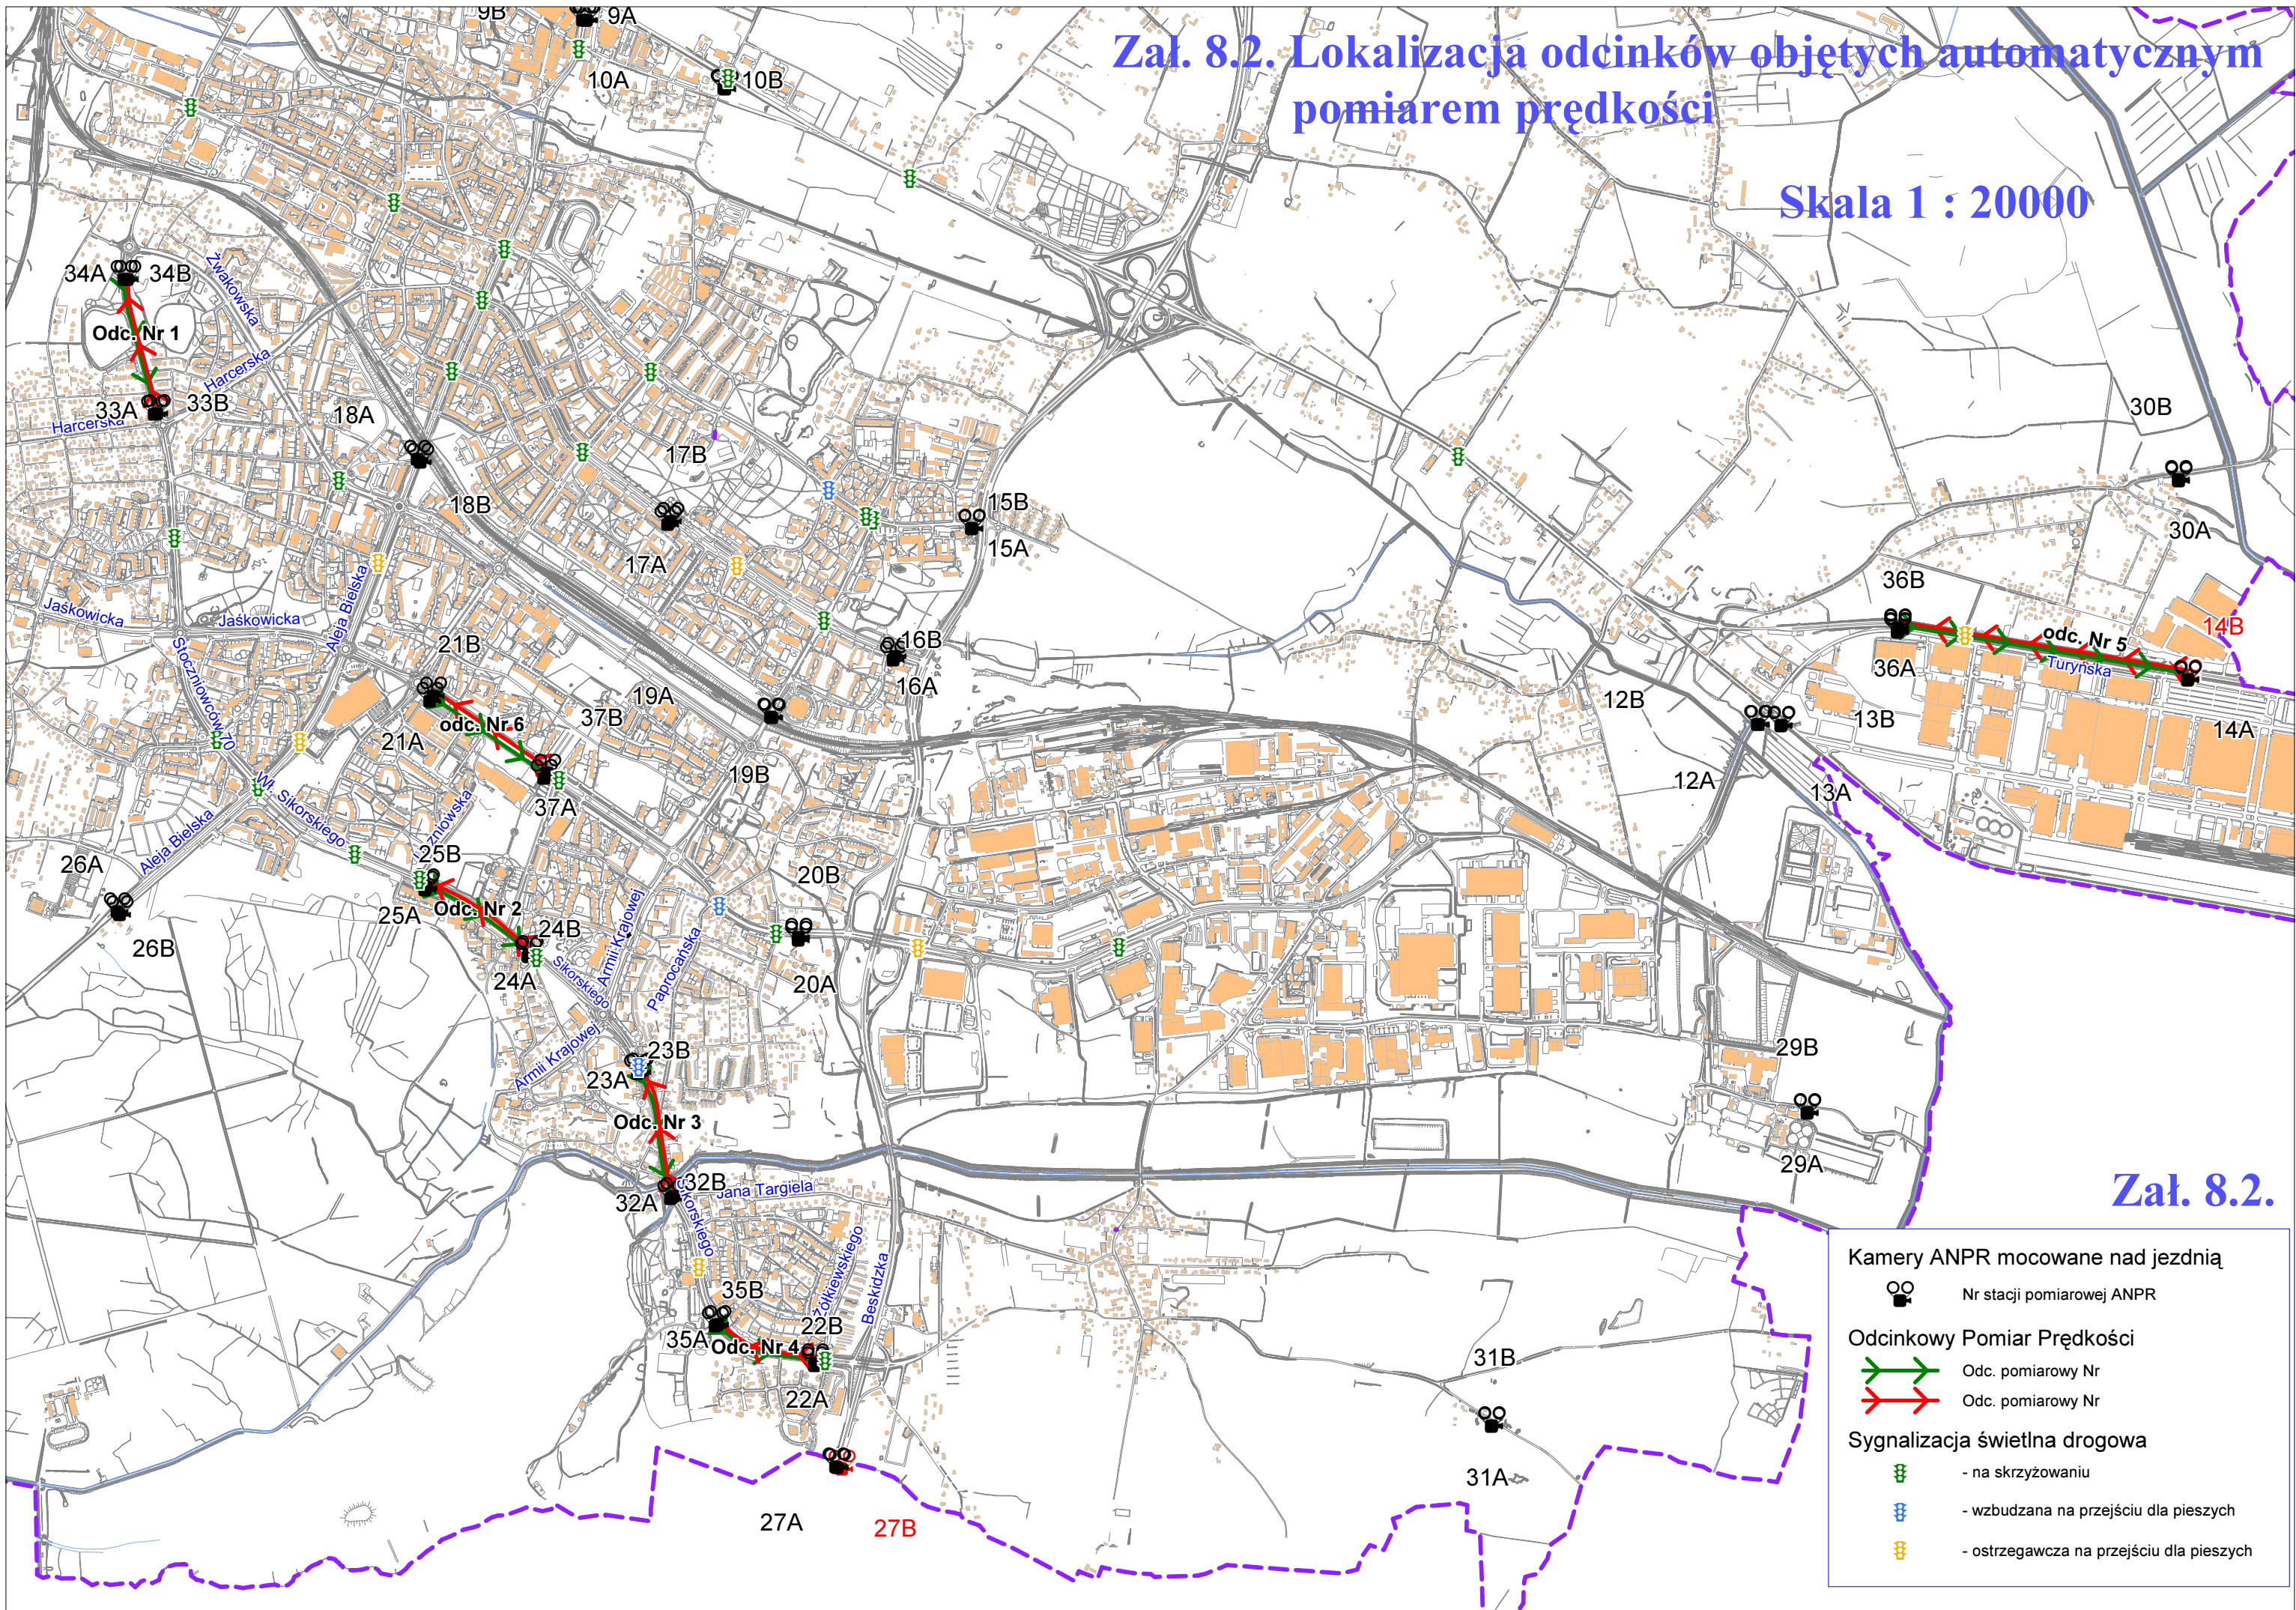 9B
9A
10A
10B
Zał. 8.2. Lokalizacja odcinków objętych automatycznym
pomiarem prędkości
Skala 1 : 20000
34A
34B
Żwakowska
Odc. Nr 1
Harcerska
33A
33B
Harcerska
18A
18B
17B
17A
15B
15A
30B
30A
Jaśkowicka
Jaśkowicka
Aleja Bielska
Stoczniowców 70
21B
21A
odc. Nr 6
19A
37B
37A
19B
16B
16A
36B
36A
odc. Nr 5
Turyńska
14B
14A
12B
12A
13B
13A
Wł. Sikorskiego
Aleja Bielska
26A
26B
25B
25A
Odc. Nr 2
24B
24A
Sikorskiego
Armii Krajowej
Paprocańska
20B
20A
Armii Krajowej
23B
23A
Odc. Nr 3
32B
32A
Jana Targiela
Sikorskiego
Żółkiewskiego
Beskidzka
35B
35A
Odc. Nr 4
22B
22A
27A
27B
29B
29A
31B
31A
Zał. 8.2.
Kamery ANPR mocowane nad jezdnią
Nr stacji pomiarowej ANPR
Odcinkowy Pomiar Prędkości
Odc. pomiarowy Nr
Odc. pomiarowy Nr
Sygnalizacja świetlna drogowa
- na skrzyżowaniu
- wzbudzana na przejściu dla pieszych
- ostrzegawcza na przejściu dla pieszych